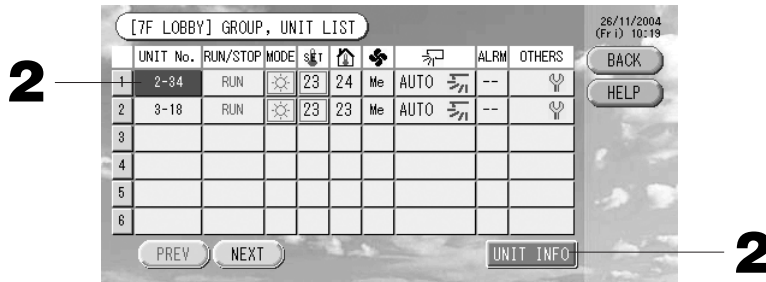 [7F LOBBY] GROUP, UNIT LIST
26/11/2004
(Fri) 10:19
UNIT No. RUN/STOP MODE SET ALRM OTHERS
BACK
2
1 2-34 RUN 23 24 Me AUTO --
HELP
2 3-18 RUN 23 23 Me AUTO --
3
4
5
6
PREV NEXT UNIT INFO
2